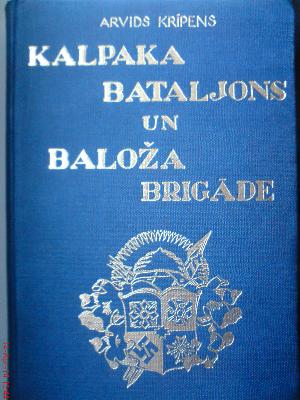 ARVIDS KRĪPENS
KALPAKA
BATALJONS
UN
BALOŽA
BRIGĀDE